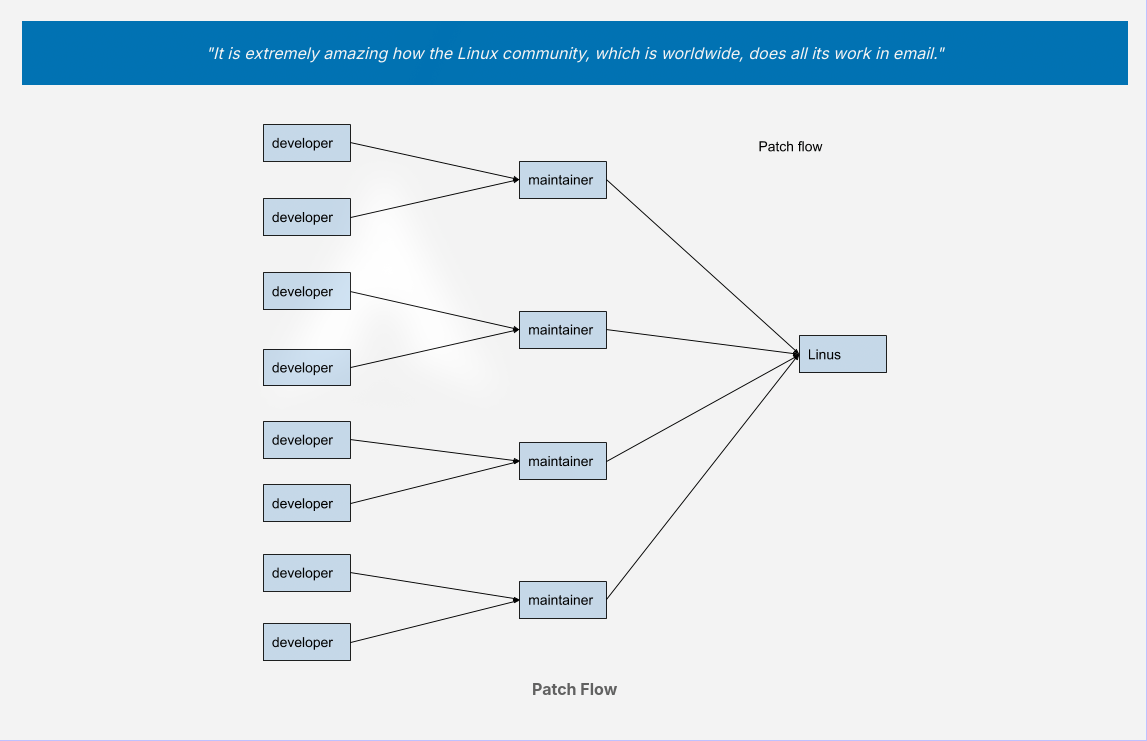 "It is extremely amazing how the Linux community, which is worldwide, does all its work in email."
developer
Patch flow
maintainer
developer
developer
maintainer
Linus
developer
developer
maintainer
developer
developer
maintainer
developer
Patch Flow